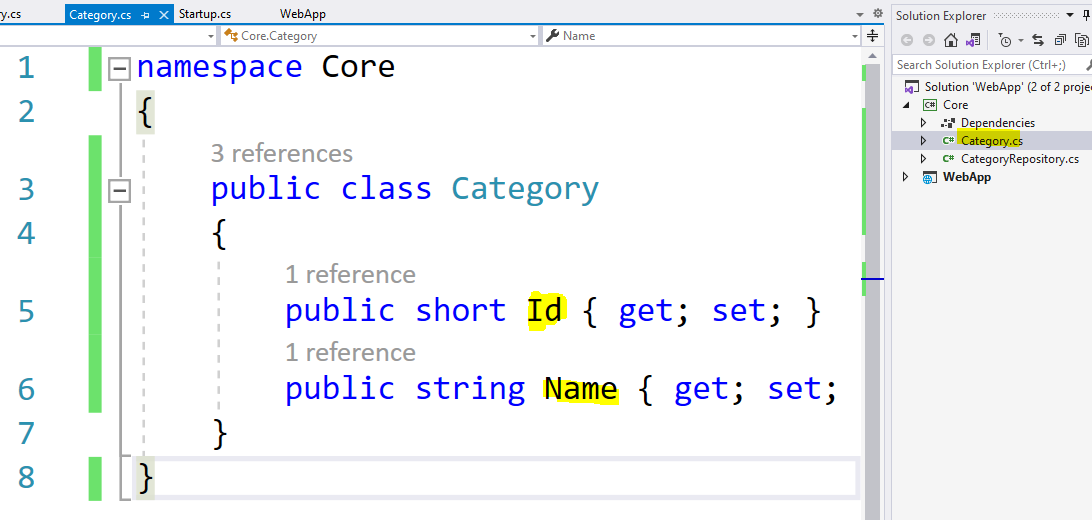 ry.cs Category.cs Startup.cs WebApp
Core.Category Name
1 namespace Core
2 {
3 references
3 public class Category
4 {
1 reference
5 public short Id { get; set; }
1 reference
6 public string Name { get; set;
7 }
8 }
Solution Explorer
Search Solution Explorer (Ctrl+;)
Solution 'WebApp' (2 of 2 proje
C# Core
Dependencies
C# Category.cs
C# CategoryRepository.cs
WebApp